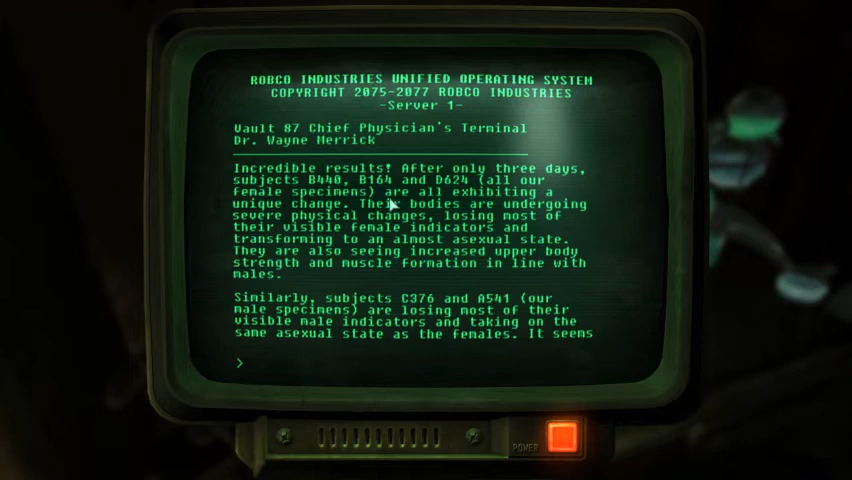 ROBCO INDUSTRIES UNIFIED OPERATING SYSTEM
COPYRIGHT 2075-2077 ROBCO INDUSTRIES
-Server 1-
Vault 87 Chief Physician's Terminal
Dr. Wayne Merrick
Incredible results! After only three days,
subjects B440, B164 and D624 (all our
female specimens) are all exhibiting a
unique change. Their bodies are undergoing
severe physical changes, losing most of
their visible female indicators and
transforming to an almost asexual state.
They are also seeing increased upper body
strength and muscle formation in line with
males.
Similarly, subjects C376 and A541 (our
male specimens) are losing most of their
visible male indicators and taking on the
same asexual state as the females. It seems
>
POWER